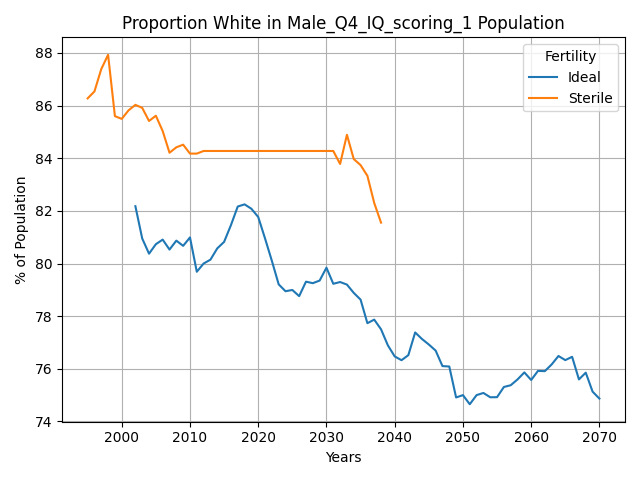 Proportion White in Male_Q4_IQ_scoring_1 Population
% of Population
88
86
84
82
80
78
76
74
Fertility
Ideal
Sterile
2000 2010 2020 2030 2040 2050 2060 2070
Years